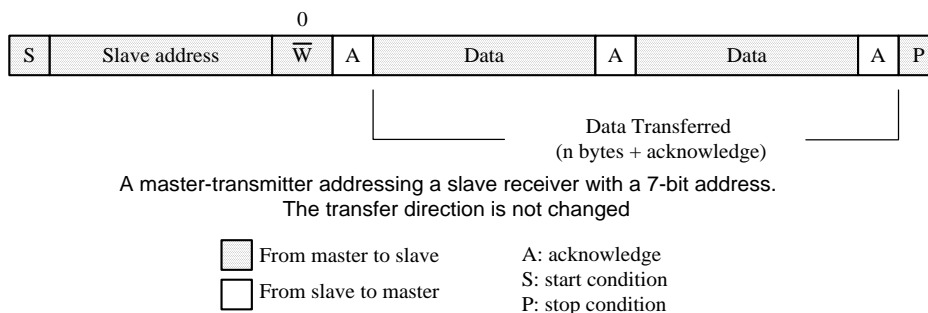 0
S Slave address W̅ A Data A Data A P
Data Transferred
(n bytes + acknowledge)
A master-transmitter addressing a slave receiver with a 7-bit address.
The transfer direction is not changed
From master to slave
From slave to master
A: acknowledge
S: start condition
P: stop condition